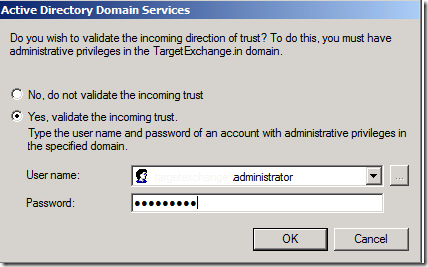 Active Directory Domain Services
Do you wish to validate the incoming direction of trust? To do this, you must have
administrative privileges in the TargetExchange.in domain.
No, do not validate the incoming trust
Yes, validate the incoming trust.
Type the user name and password of an account with administrative privileges in
the specified domain.
User name:
.administrator
...
Password:
●●●●●●●●●
OK Cancel